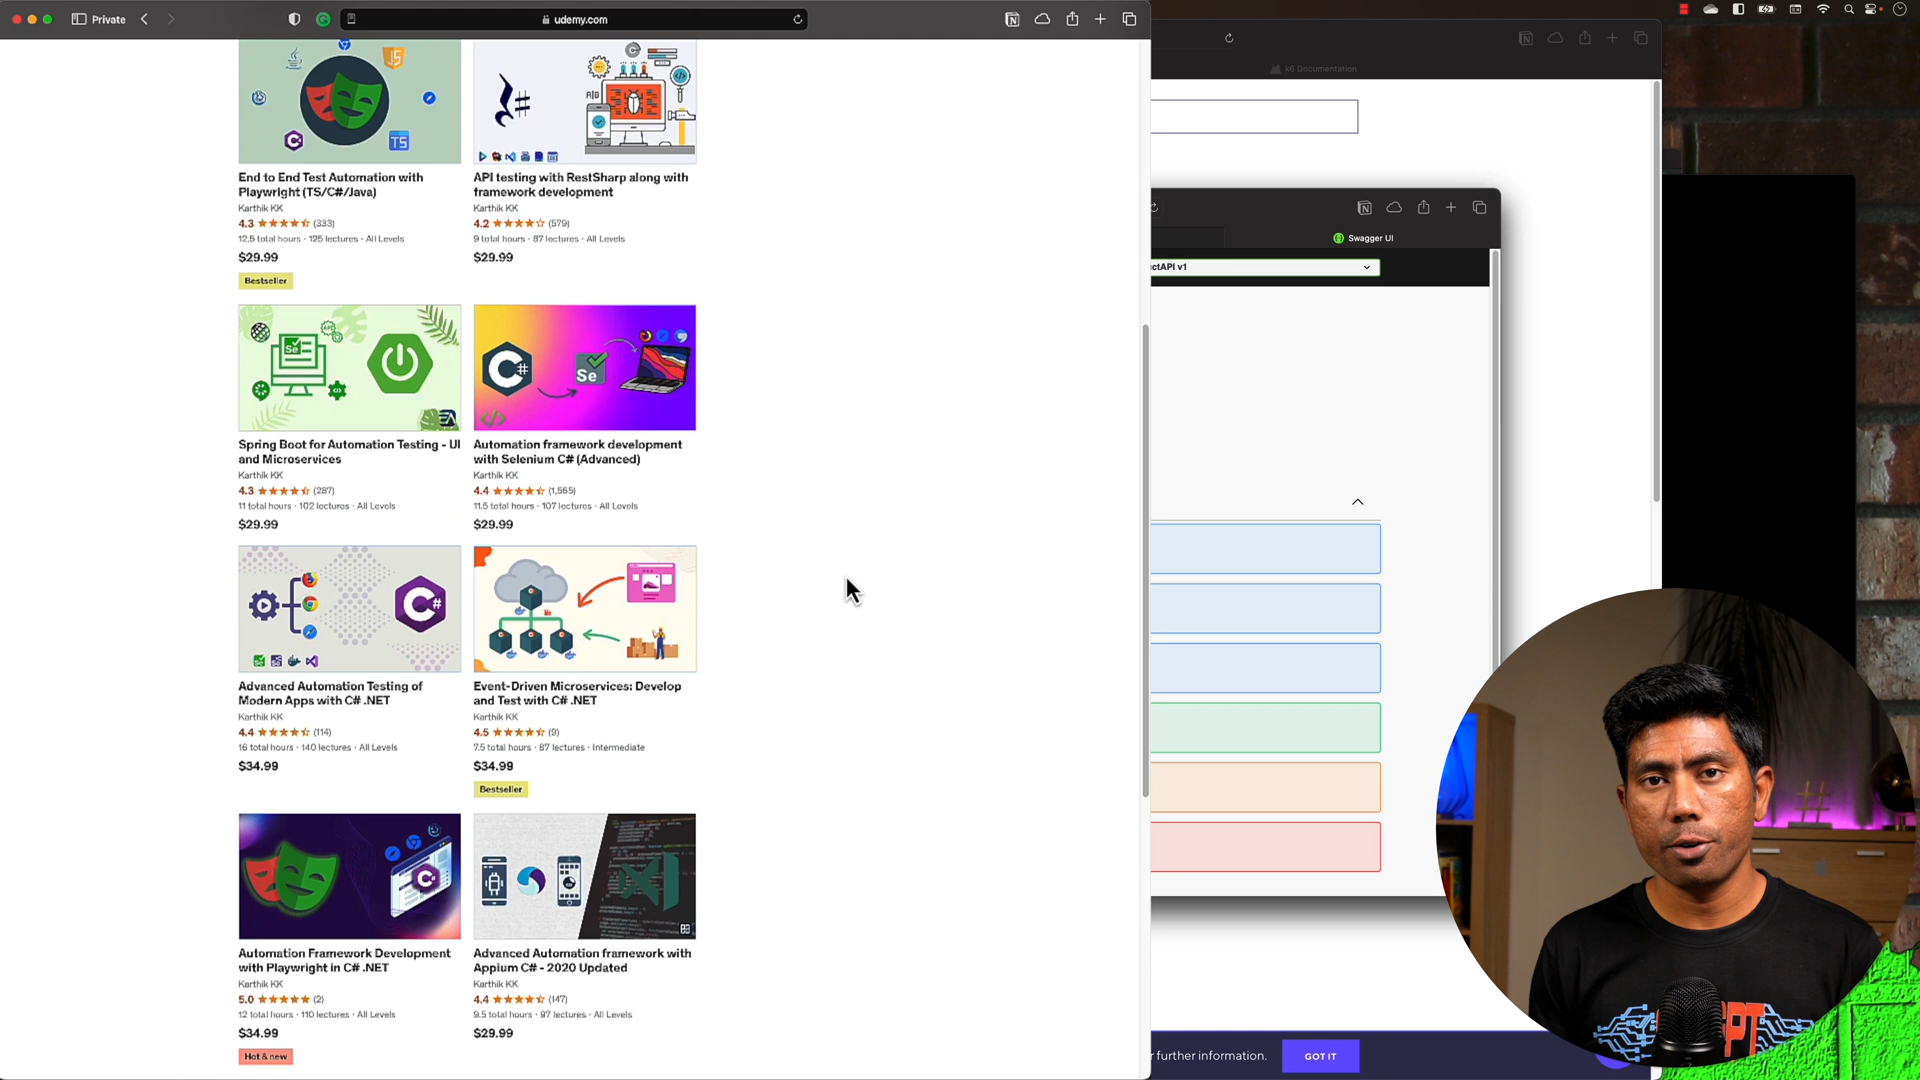 Private
udemy.com
k6 Documentation
End to End Test Automation with
Playwright (TS/C#/Java)
Karthik KK
4.3 (333)
12.5 total hours · 125 lectures · All Levels
$29.99
Bestseller
API testing with RestSharp along with
framework development
Karthik KK
4.2 (579)
9 total hours · 87 lectures · All Levels
$29.99
Spring Boot for Automation Testing - UI
and Microservices
Karthik KK
4.3 (287)
11 total hours · 102 lectures · All Levels
$29.99
Automation framework development
with Selenium C# (Advanced)
Karthik KK
4.4 (1,565)
11.5 total hours · 107 lectures · All Levels
$29.99
Advanced Automation Testing of
Modern Apps with C# .NET
Karthik KK
4.4 (114)
16 total hours · 140 lectures · All Levels
$34.99
Event-Driven Microservices: Develop
and Test with C# .NET
Karthik KK
4.5 (9)
7.5 total hours · 87 lectures · Intermediate
$34.99
Bestseller
Automation Framework Development
with Playwright in C# .NET
Karthik KK
5.0 (2)
12 total hours · 110 lectures · All Levels
$34.99
Hot & new
Advanced Automation framework with
Appium C# - 2020 Updated
Karthik KK
4.4 (147)
9.5 total hours · 97 lectures · All Levels
$29.99
JS
TS
Se
C#
Se
C#
C#
Swagger UI
ctAPI v1
further information.
GOT IT